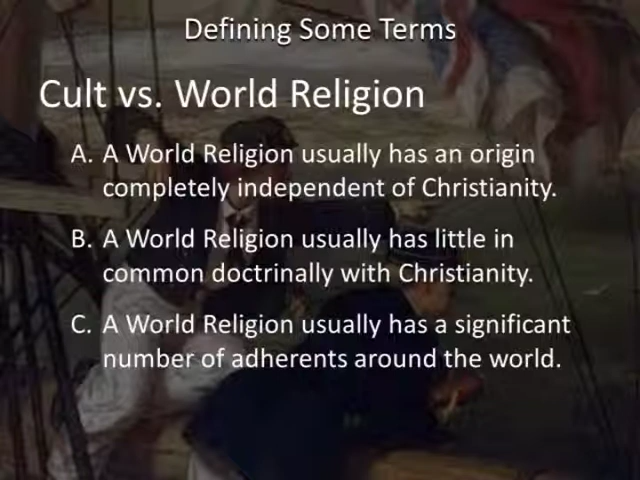 Defining Some Terms
Cult vs. World Religion
A. A World Religion usually has an origin
completely independent of Christianity.
B. A World Religion usually has little in
common doctrinally with Christianity.
C. A World Religion usually has a significant
number of adherents around the world.